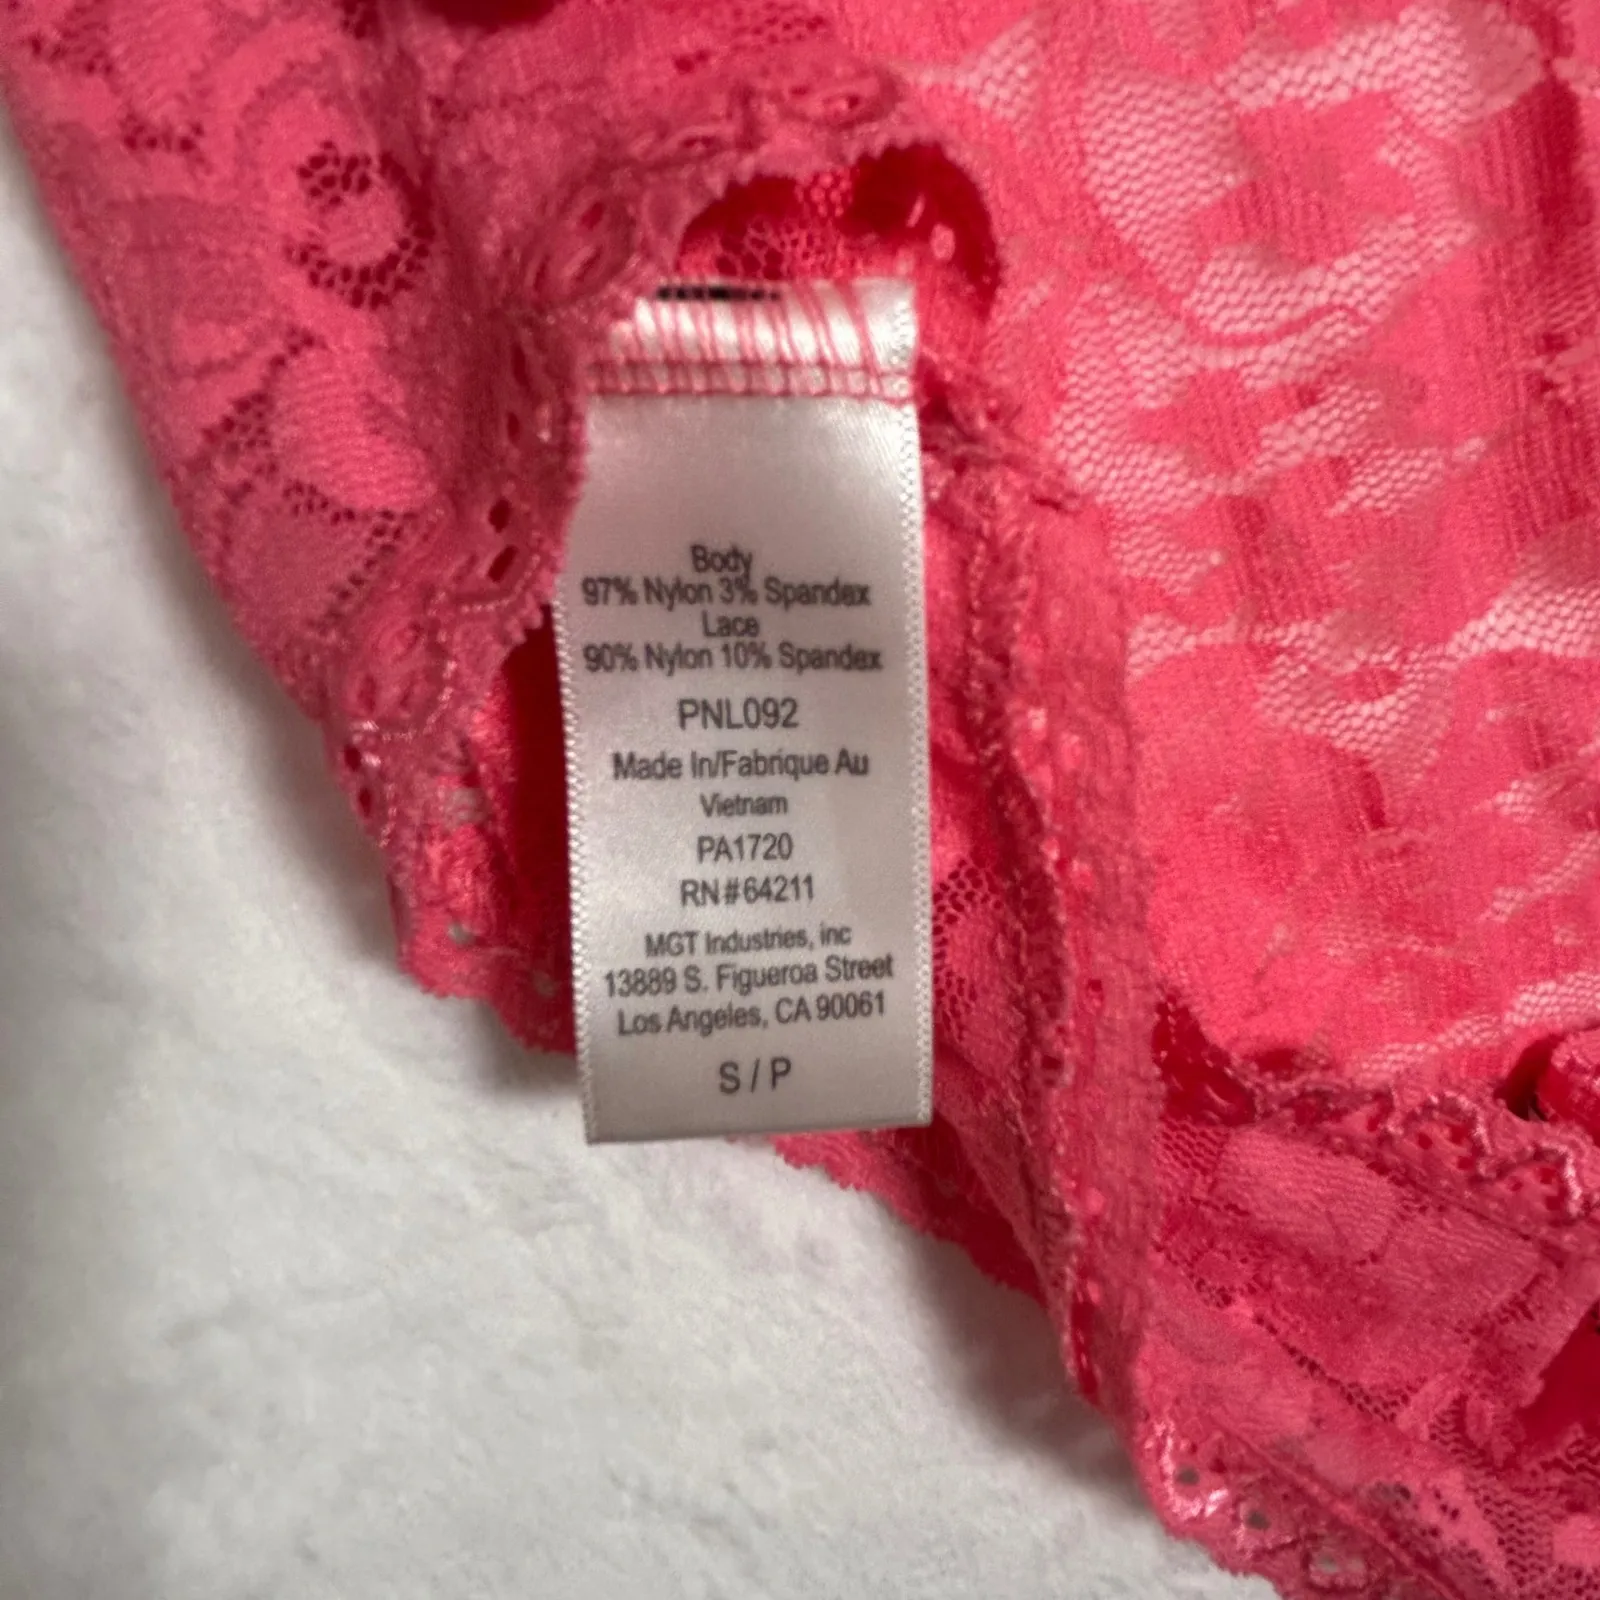 Body
97% Nylon 3% Spandex
Lace
90% Nylon 10% Spandex
PNL092
Made In/Fabrique Au
Vietnam
PA1720
RN#64211
MGT Industries, inc
13889 S. Figueroa Street
Los Angeles, CA 90061
S / P